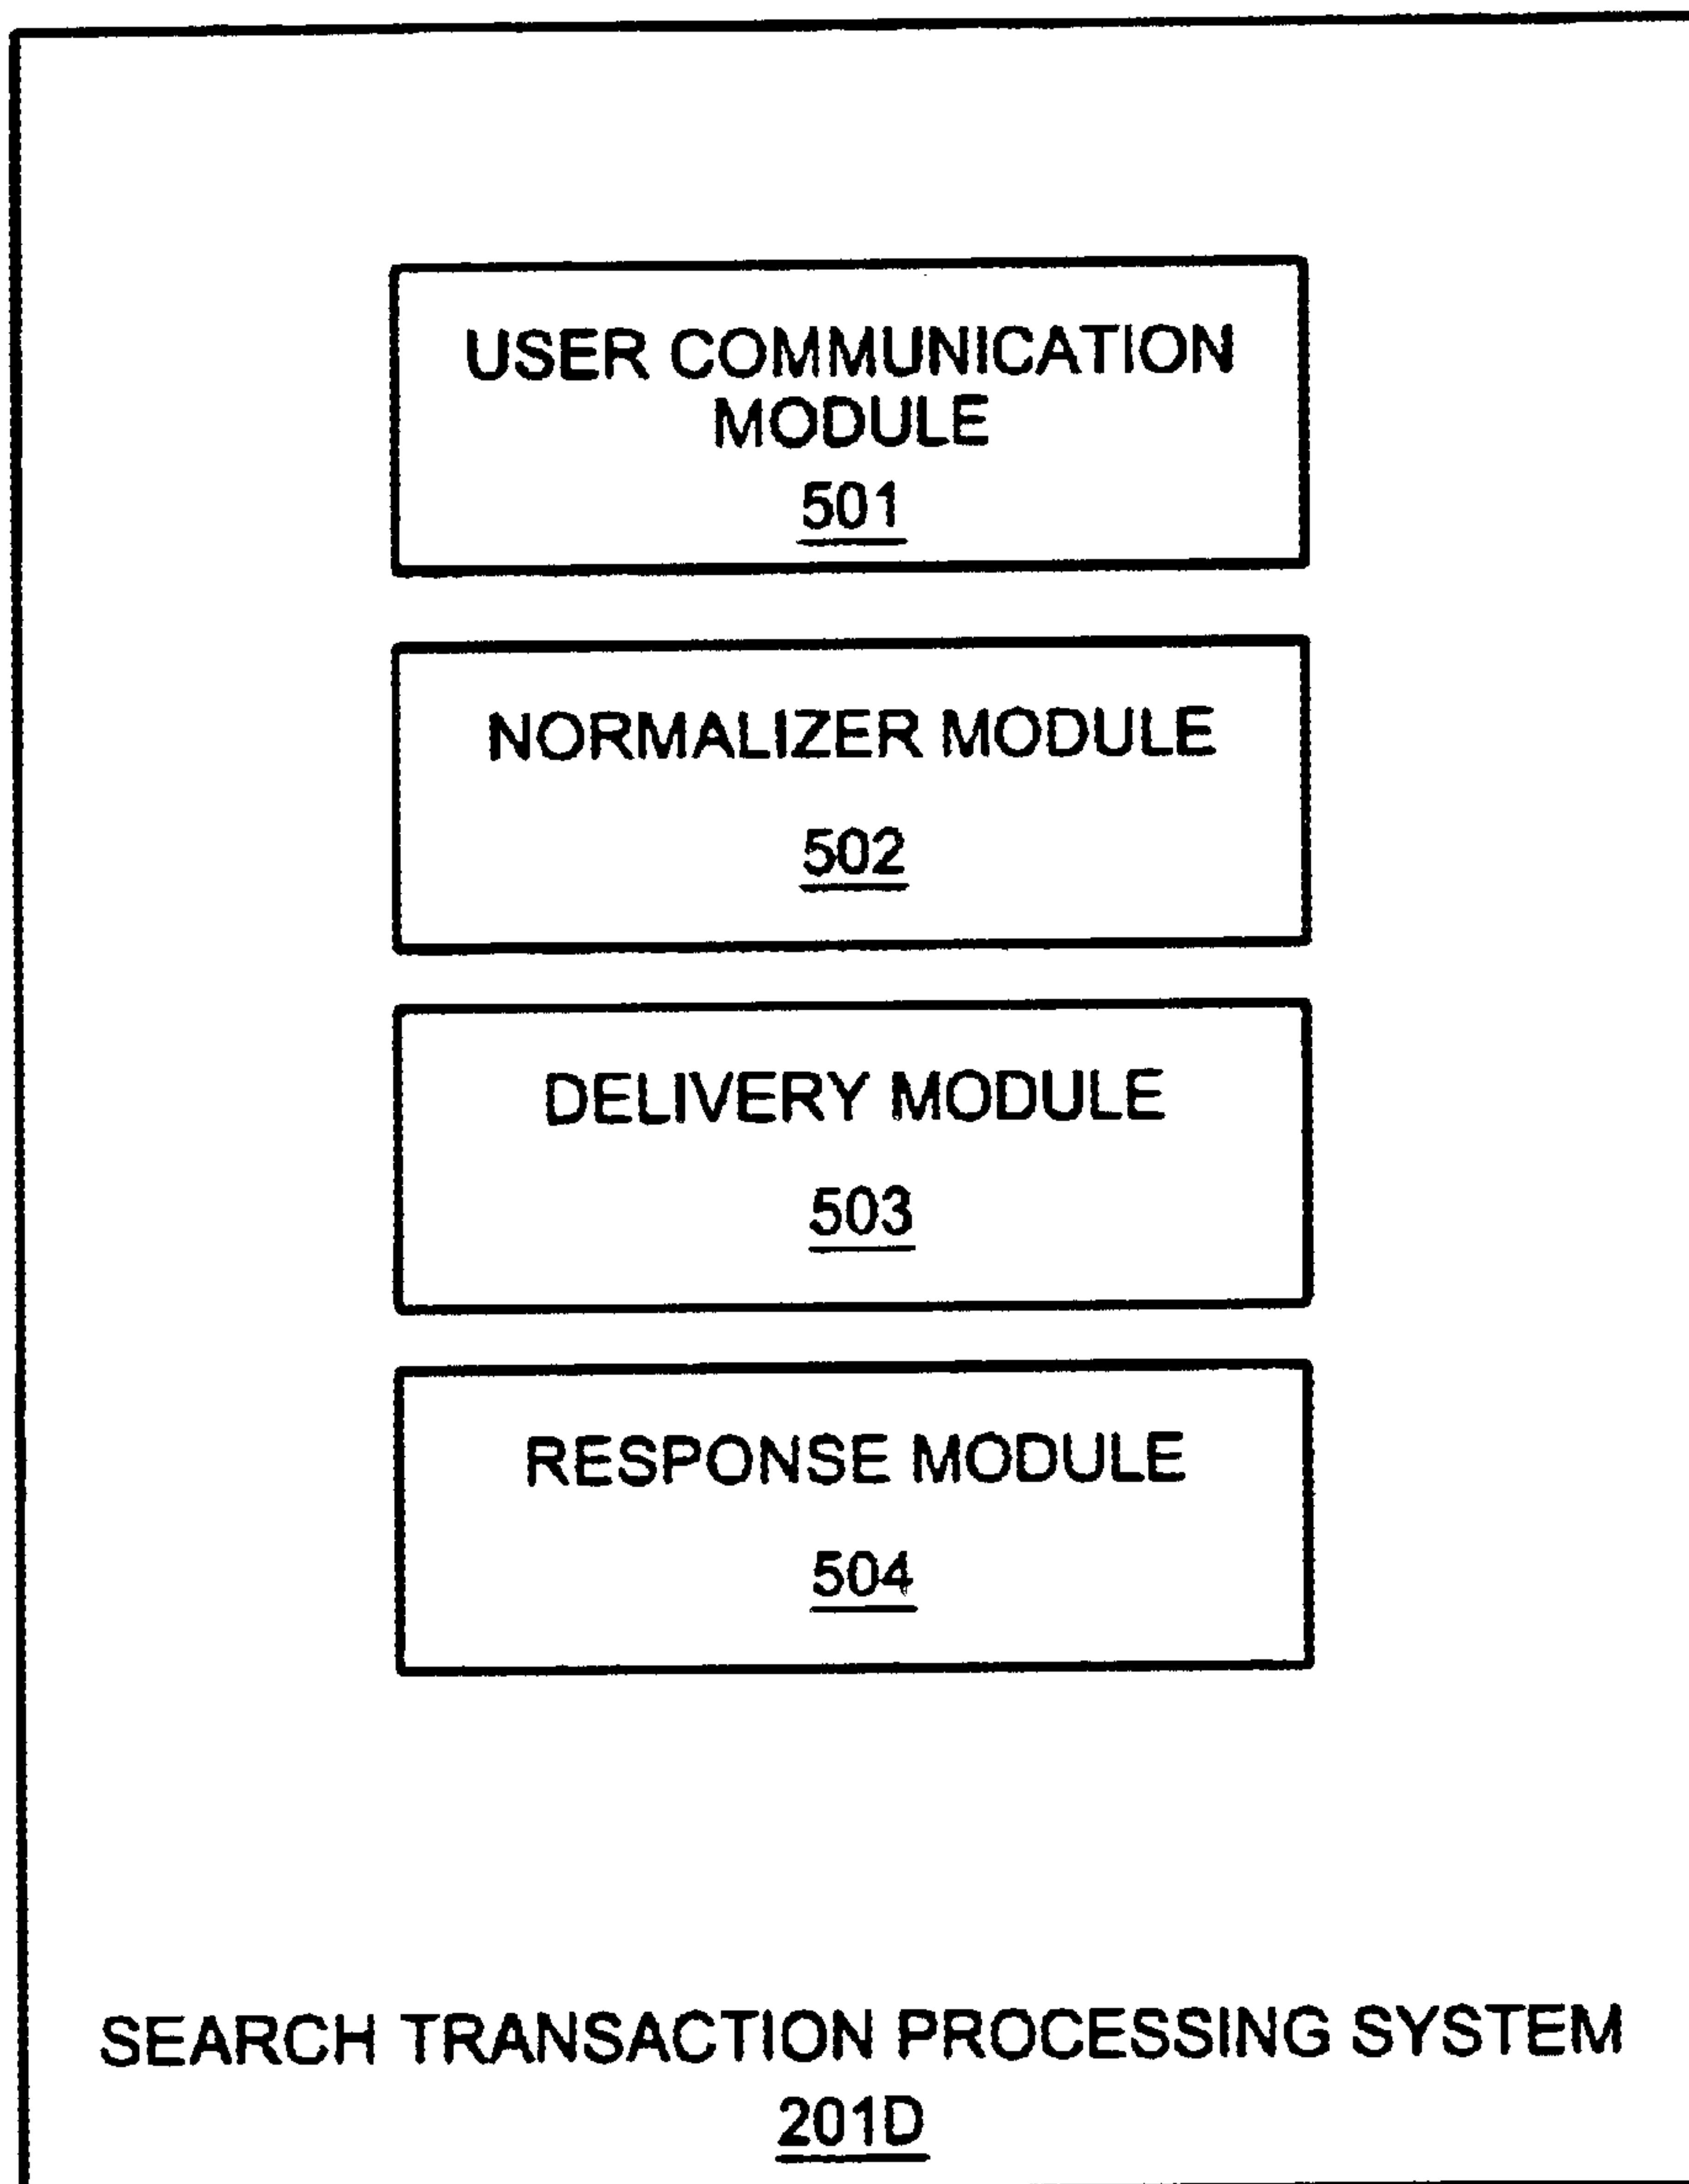 USER COMMUNICATION
MODULE
501
NORMALIZER MODULE
502
DELIVERY MODULE
503
RESPONSE MODULE
504
SEARCH TRANSACTION PROCESSING SYSTEM
201D